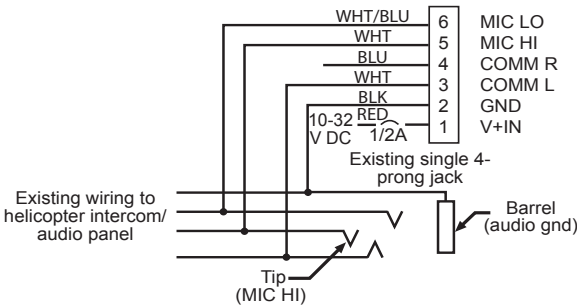 WHT/BLU 6 MIC LO
WHT 5 MIC HI
BLU 4 COMM R
WHT 3 COMM L
BLK 2 GND
10-32 V DC RED 1/2A 1 V+IN
Existing single 4-
prong jack
Existing wiring to
helicopter intercom/
audio panel
Barrel
(audio gnd)
Tip
(MIC HI)